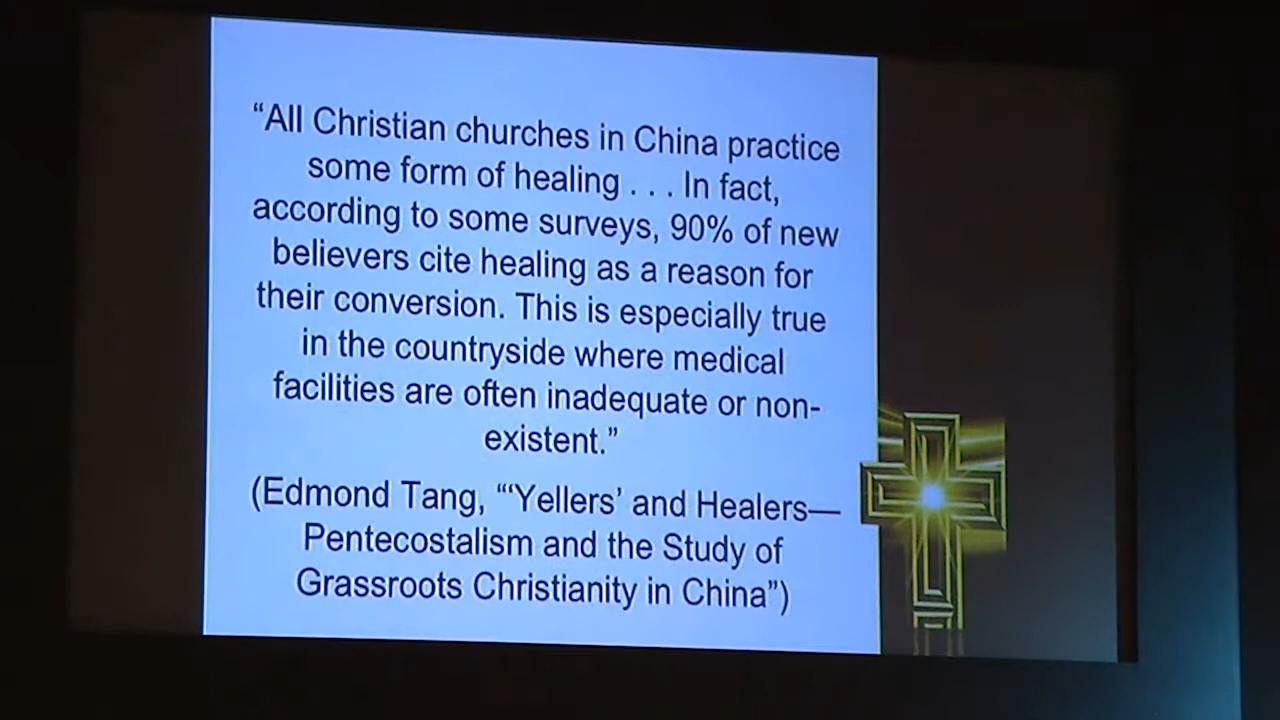 “All Christian churches in China practice
some form of healing . . . In fact,
according to some surveys, 90% of new
believers cite healing as a reason for
their conversion. This is especially true
in the countryside where medical
facilities are often inadequate or non-
existent.”
(Edmond Tang, “‘Yellers’ and Healers—
Pentecostalism and the Study of
Grassroots Christianity in China”)